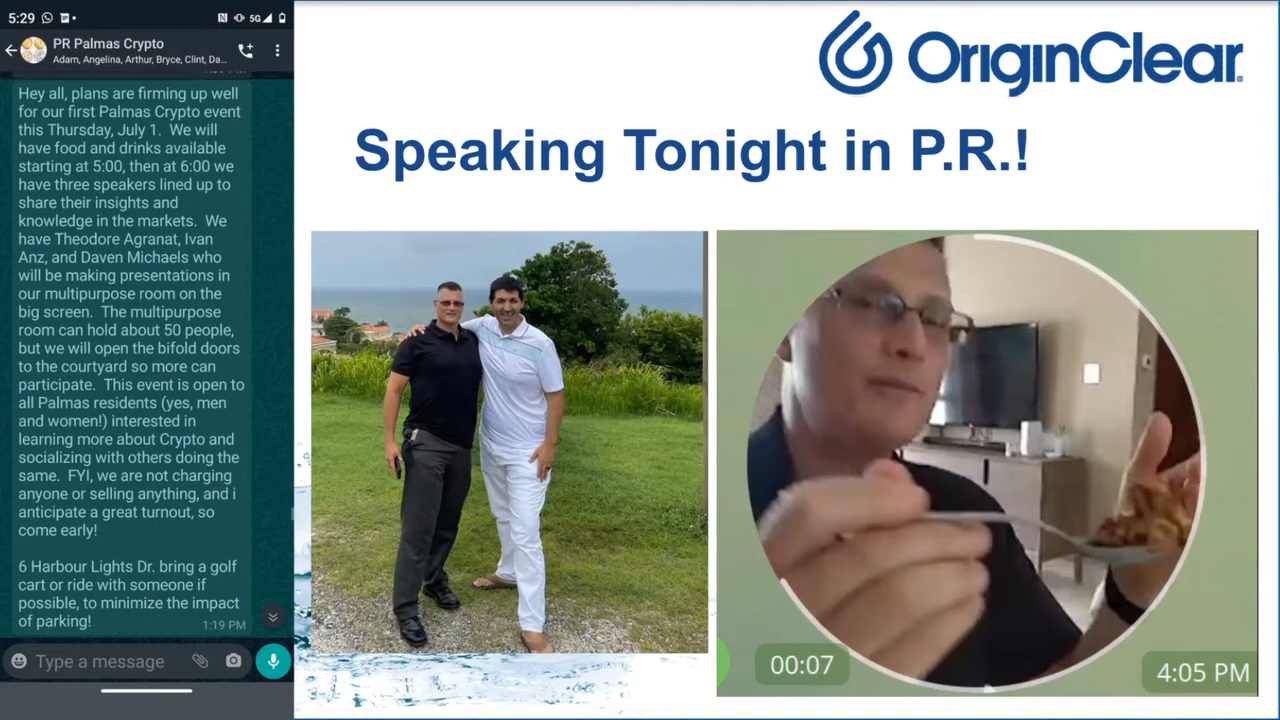 5:29
PR Palmas Crypto
Adam, Angelina, Arthur, Bryce, Clint, Da...
5G
Hey all, plans are firming up well
for our first Palmas Crypto event
this Thursday, July 1.  We will
have food and drinks available
starting at 5:00, then at 6:00 we
have three speakers lined up to
share their insights and
knowledge in the markets.  We
have Theodore Agranat, Ivan
Anz, and Daven Michaels who
will be making presentations in
our multipurpose room on the
big screen.  The multipurpose
room can hold about 50 people,
but we will open the bifold doors
to the courtyard so more can
participate.  This event is open to
all Palmas residents (yes, men
and women!) interested in
learning more about Crypto and
socializing with others doing the
same.  FYI, we are not charging
anyone or selling anything, and i
anticipate a great turnout, so
come early!
6 Harbour Lights Dr. bring a golf
cart or ride with someone if
possible, to minimize the impact
of parking!
1:19 PM
Type a message
OriginClear®
Speaking Tonight in P.R.!
00:07
4:05 PM